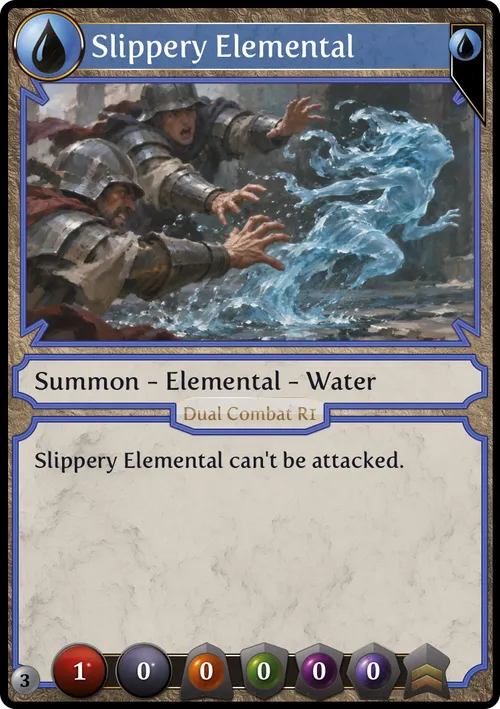 Slippery Elemental
Summon - Elemental - Water
Dual Combat R1
Slippery Elemental can't be attacked.
3
1* 0* 0 0 0 0*